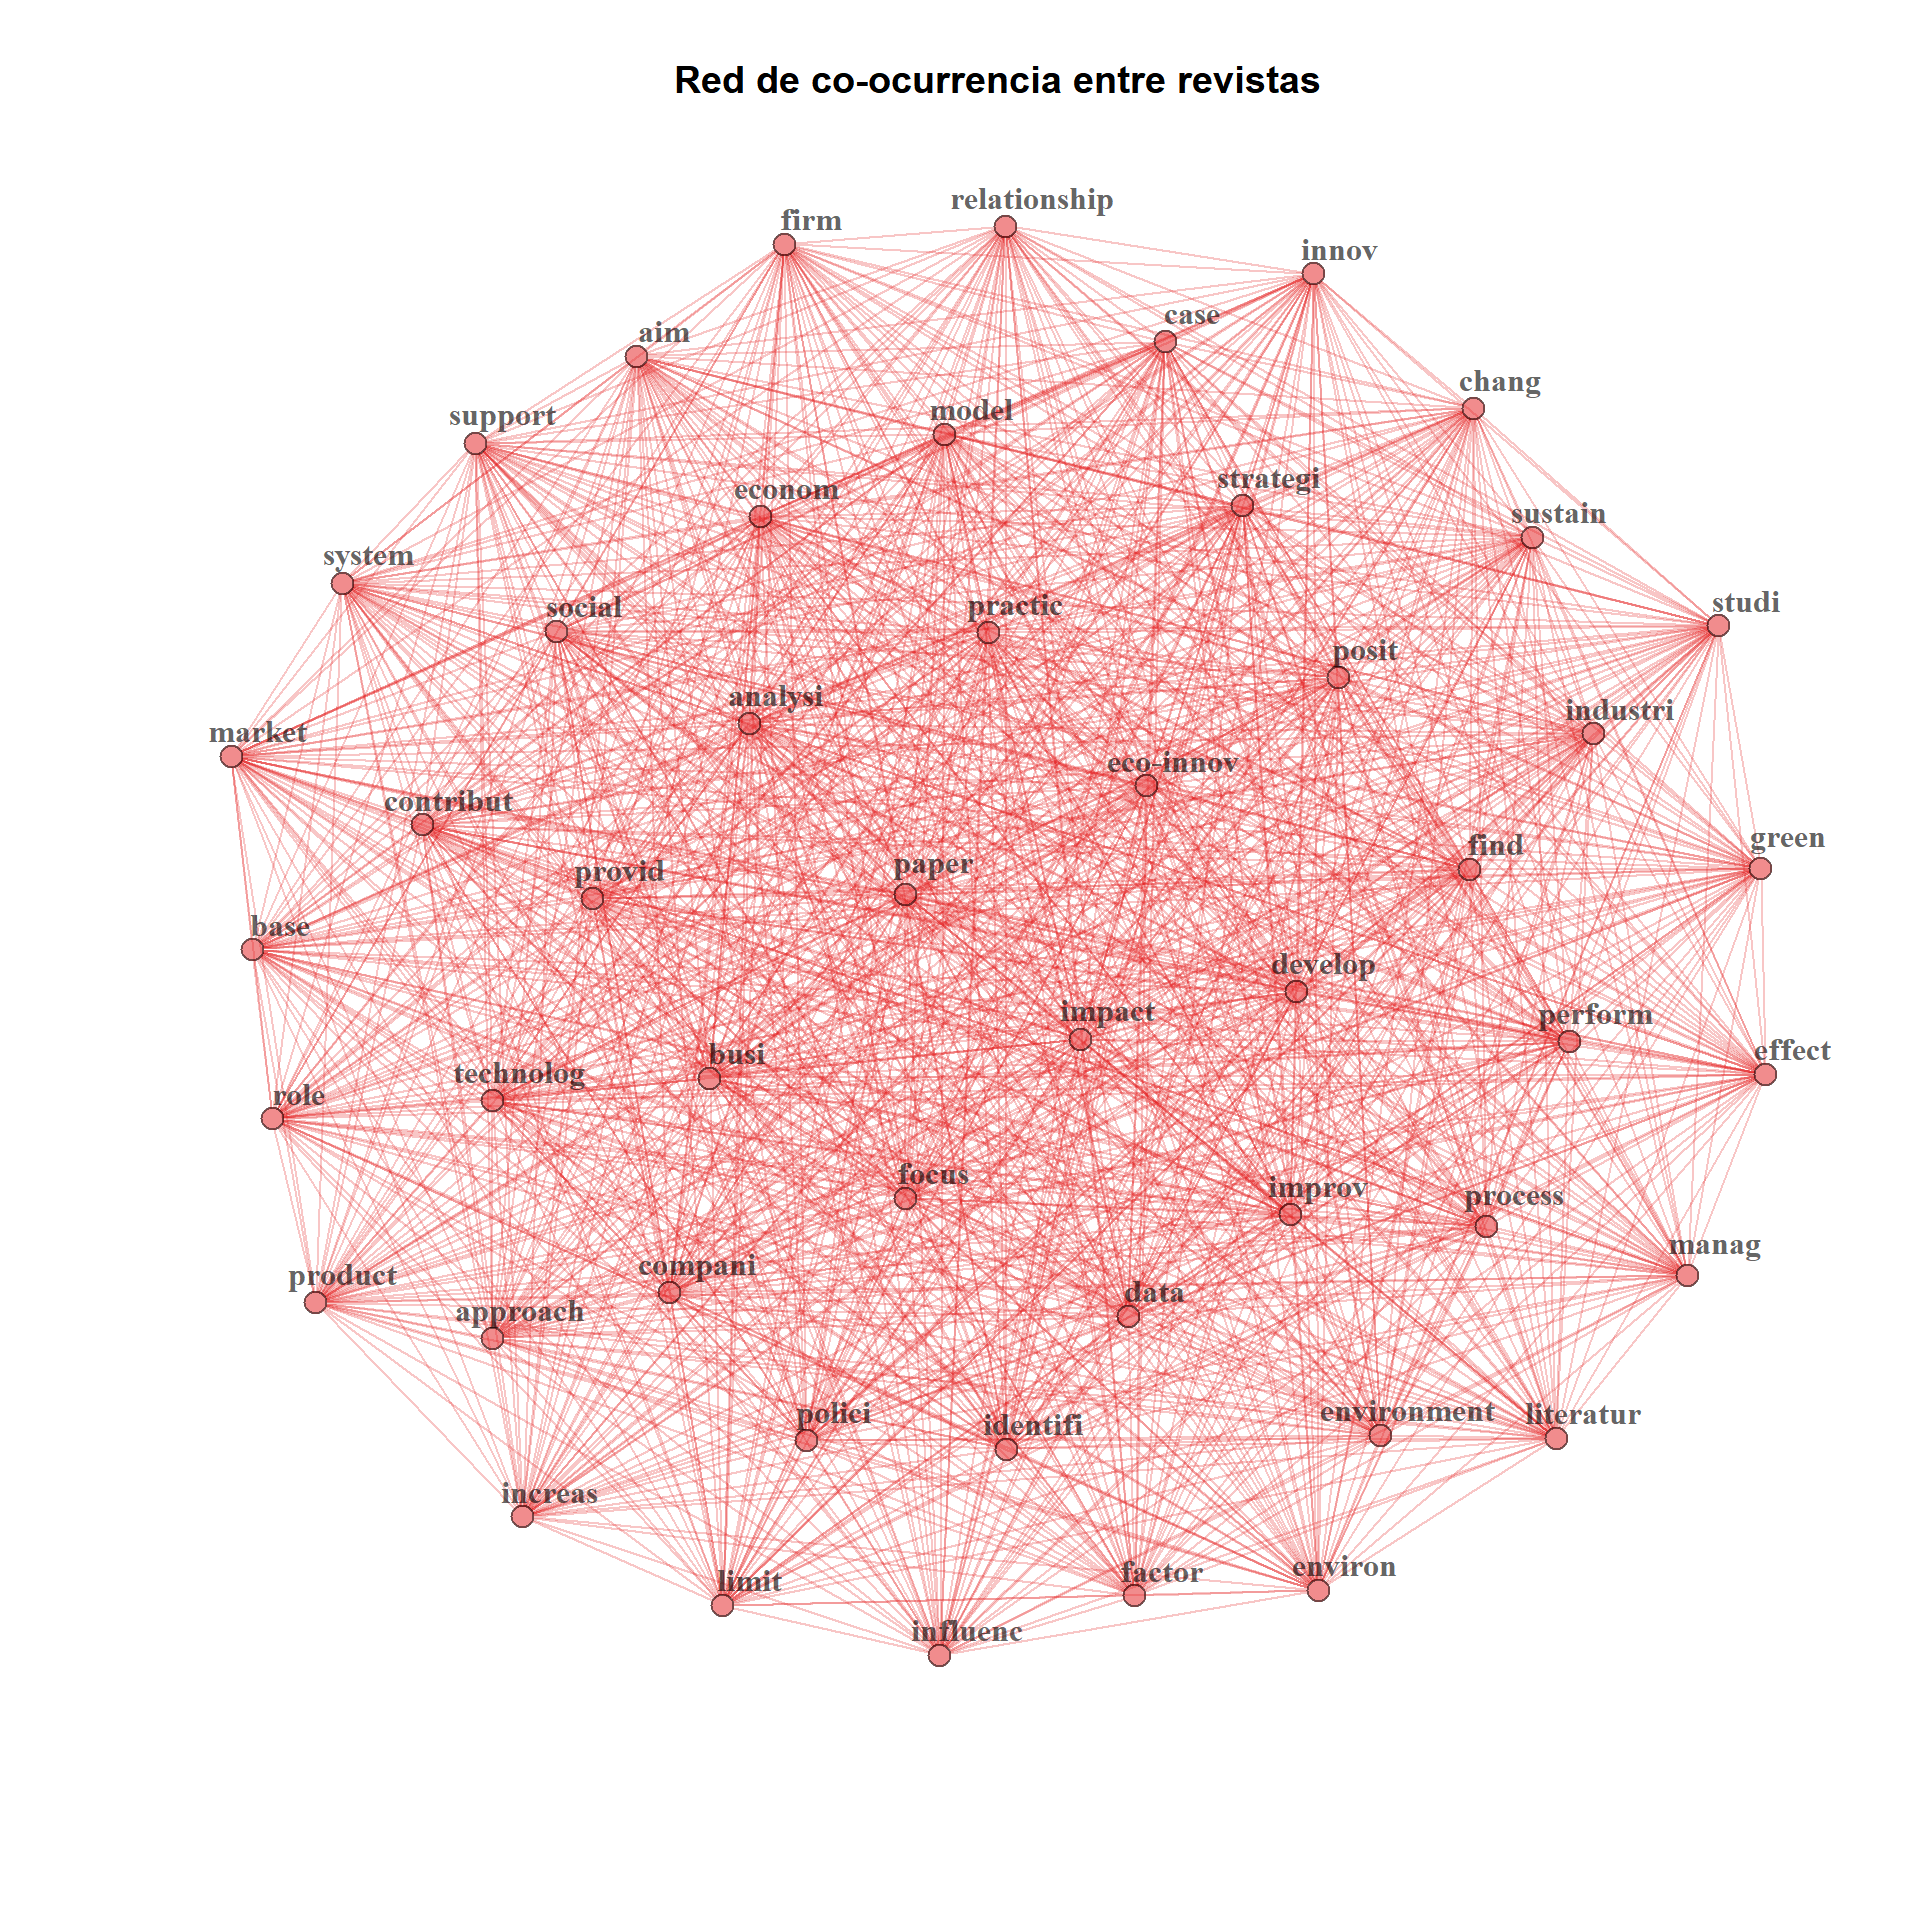 Red de co-ocurrencia entre revistas
relationship
firm
innov
case
aim
chang
model
support
strategi
econom
sustain
system
studi
social
practic
posit
analysi
industri
market
eco-innov
contribut
green
find
paper
provid
base
develop
impact
perform
effect
busi
technolog
role
focus
improv
process
manag
compani
product
data
approach
polici
identifi
environment
literatur
increas
environ
factor
limit
influenc